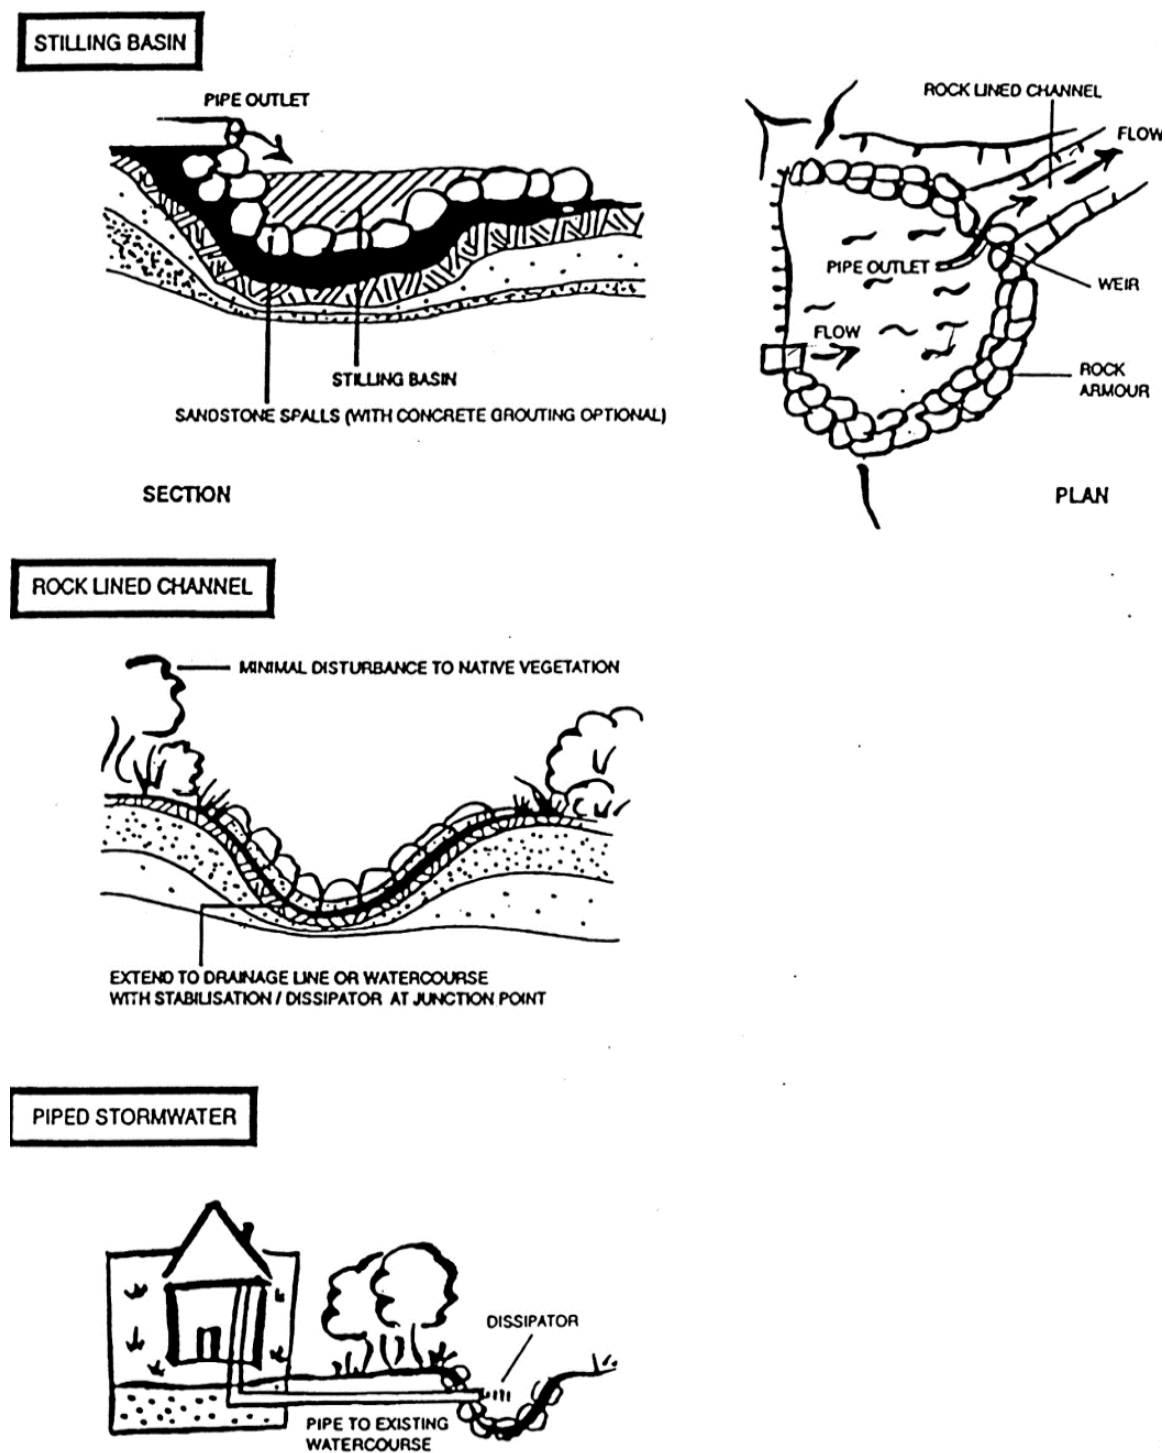 STILLING BASIN
PIPE OUTLET
STILLING BASIN
SANDSTONE SPALLS (WITH CONCRETE GROUTING OPTIONAL)
SECTION
ROCK LINED CHANNEL
FLOW
PIPE OUTLET
WEIR
FLOW
ROCK
ARMOUR
PLAN
ROCK LINED CHANNEL
MINIMAL DISTURBANCE TO NATIVE VEGETATION
EXTEND TO DRAINAGE LINE OR WATERCOURSE
WITH STABILISATION / DISSIPATOR AT JUNCTION POINT
PIPED STORMWATER
DISSIPATOR
PIPE TO EXISTING
WATERCOURSE